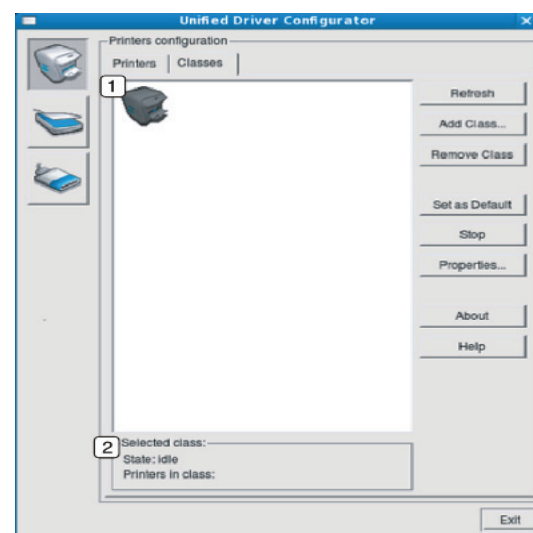 Unified Driver Configurator
Printers configuration
Printers
Classes
1
Refresh
Add Class...
Remove Class
Set as Default
Stop
Properties...
About
Help
2
Selected class:
State: idle
Printers in class:
Exit